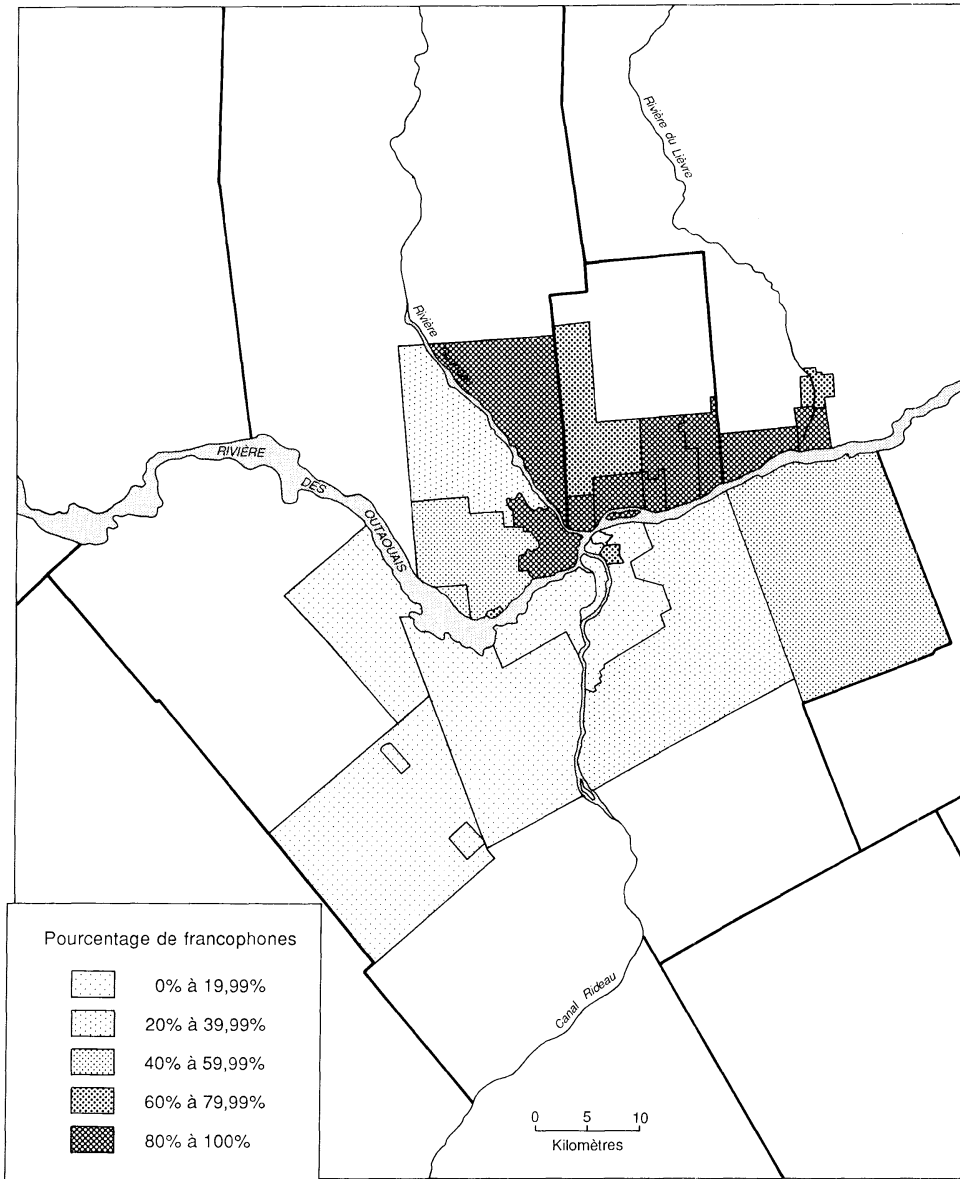 Rivière du Lièvre
Rivière
RIVIÈRE
DES
OUTAOUAIS
Pourcentage de francophones
0% à 19,99%
20% à 39,99%
40% à 59,99%
60% à 79,99%
80% à 100%
Canal Rideau
0 5 10
Kilomètres